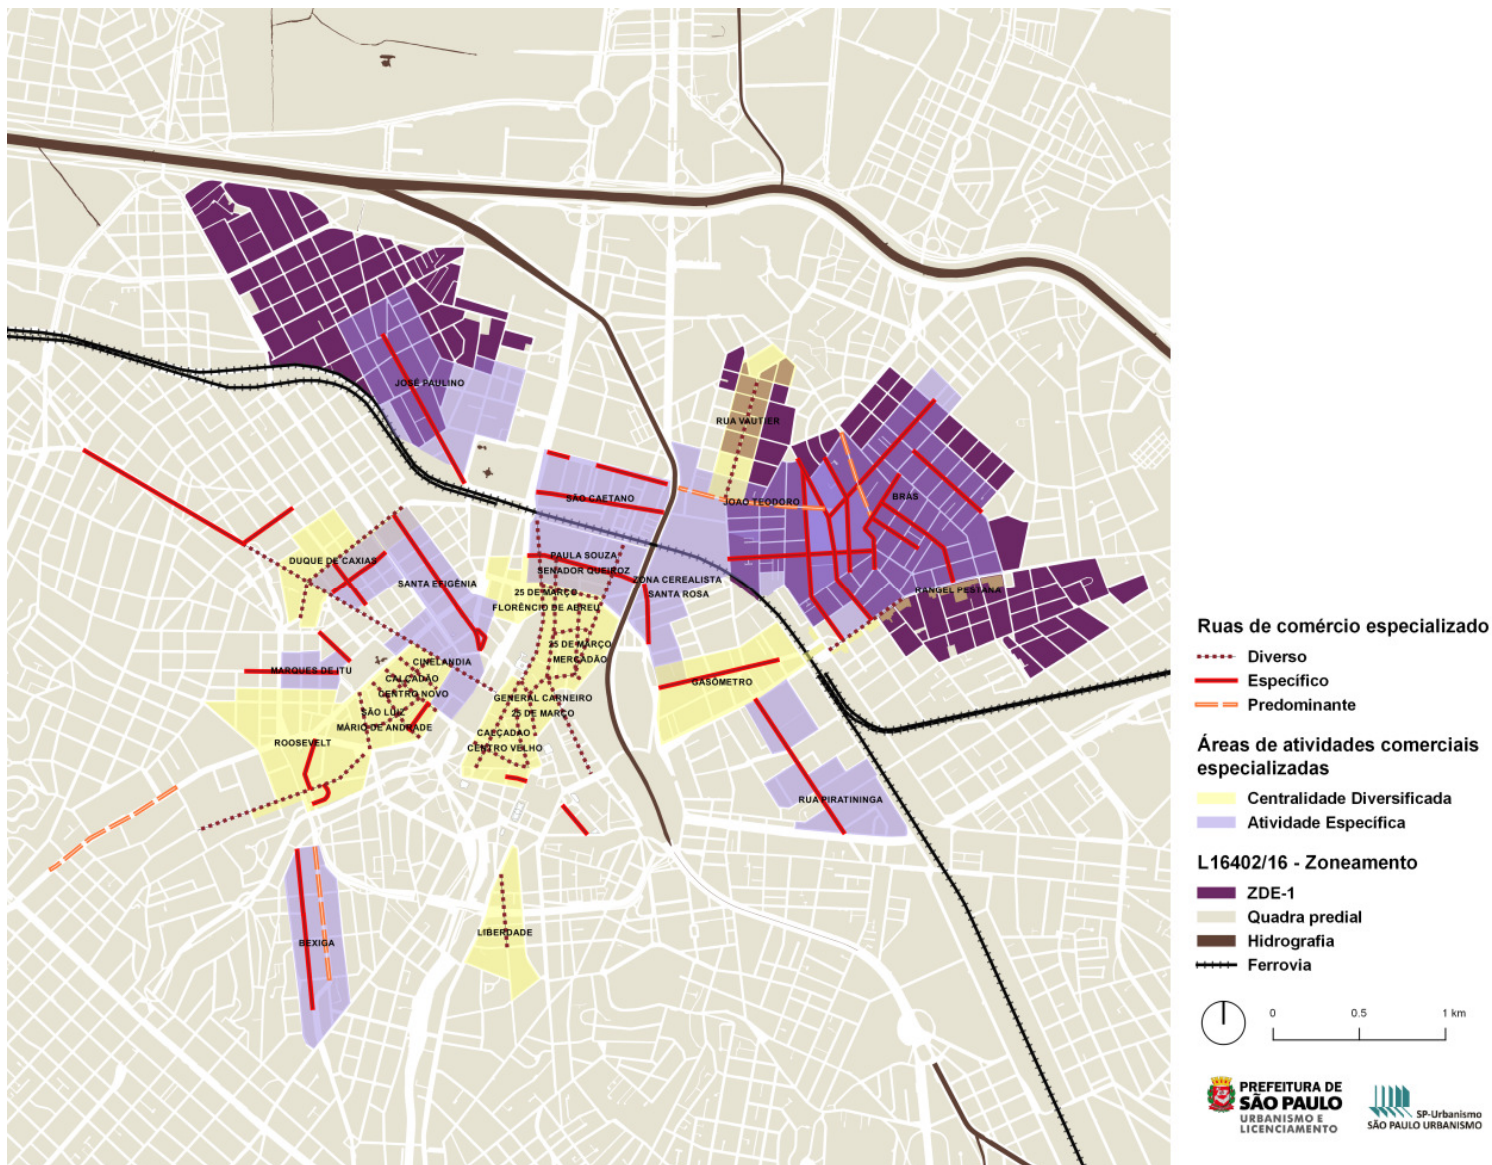 JOSÉ PAULINO
RUA VAUTIER
SÃO CAETANO
JOAO TEODORO
BRÁS
DUQUE DE CAXIAS
SANTA EFIGÊNIA
PAULA SOUZA
SENADOR QUEIROZ
ZONA CEREALISTA
SANTA ROSA
25 DE MARÇO
FLORÊNCIO DE ABREU
RANGEL PESTANA
25 DE MARÇO
MERCADÃO
MARQUES DE ITU
CINELANDIA
CALÇADÃO
CENTRO NOVO
GASÔMETRO
SÃO LUIZ
MÁRIO DE ANDRADE
GENERAL CARNEIRO
25 DE MARÇO
ROOSEVELT
CALÇADÃO
CENTRO VELHO
RUA PIRATININGA
BEXIGA
LIBERDADE
Ruas de comércio especializado
Diverso
Específico
Predominante
Áreas de atividades comerciais
especializadas
Centralidade Diversificada
Atividade Específica
L16402/16 - Zoneamento
ZDE-1
Quadra predial
Hidrografia
Ferrovia
0 0.5 1 km
PREFEITURA DE
SÃO PAULO
URBANISMO E
LICENCIAMENTO
SP-Urbanismo
SÃO PAULO URBANISMO